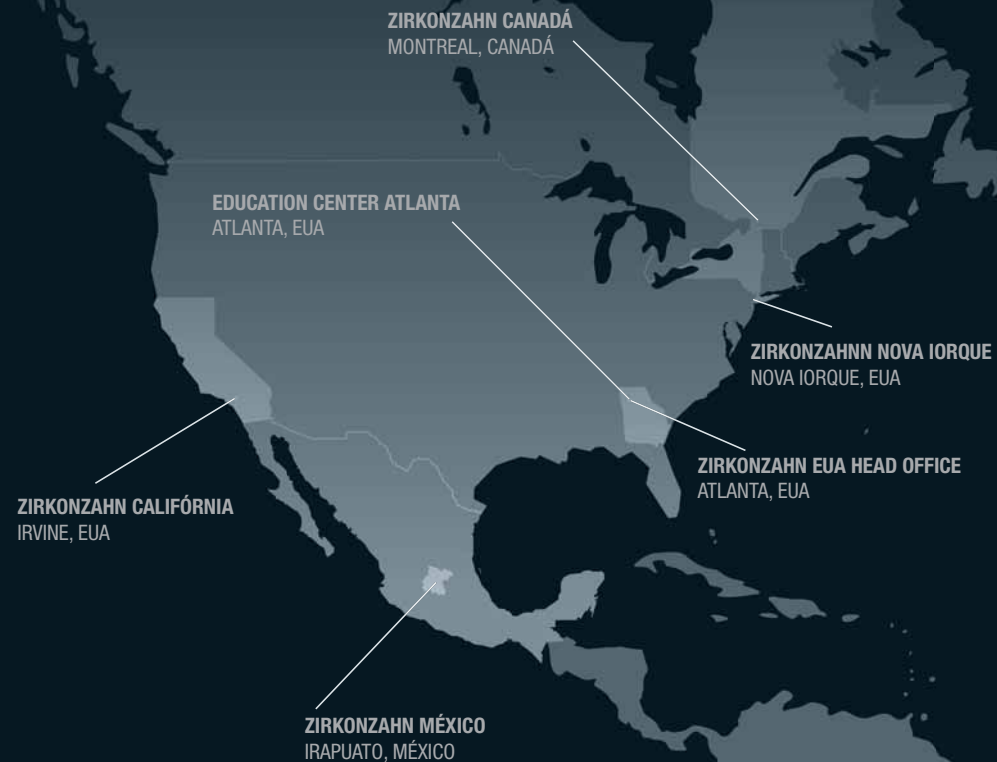 ZIRKONZAHN CANADÁ
MONTREAL, CANADÁ
EDUCATION CENTER ATLANTA
ATLANTA, EUA
ZIRKONZAHNN NOVA IORQUE
NOVA IORQUE, EUA
ZIRKONZAHN EUA HEAD OFFICE
ATLANTA, EUA
ZIRKONZAHN CALIFÓRNIA
IRVINE, EUA
ZIRKONZAHN MÉXICO
IRAPUATO, MÉXICO